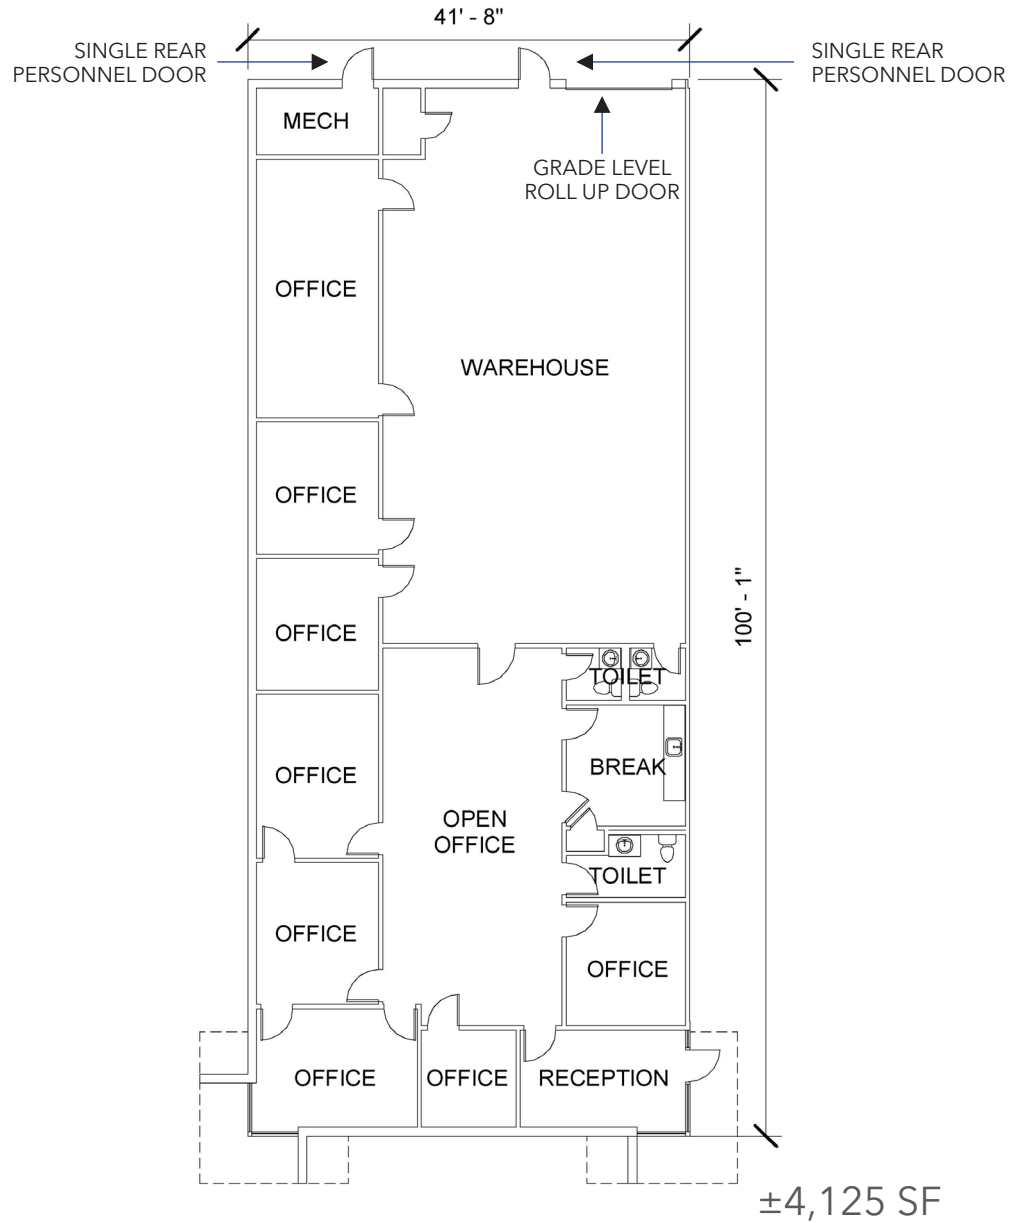 41' - 8"
SINGLE REAR
PERSONNEL DOOR
SINGLE REAR
PERSONNEL DOOR
MECH
GRADE LEVEL
ROLL UP DOOR
OFFICE
WAREHOUSE
OFFICE
100' - 1"
OFFICE
TOILET
BREAK
OFFICE
OPEN
OFFICE
TOILET
OFFICE
OFFICE
OFFICE
OFFICE
RECEPTION
±4,125 SF